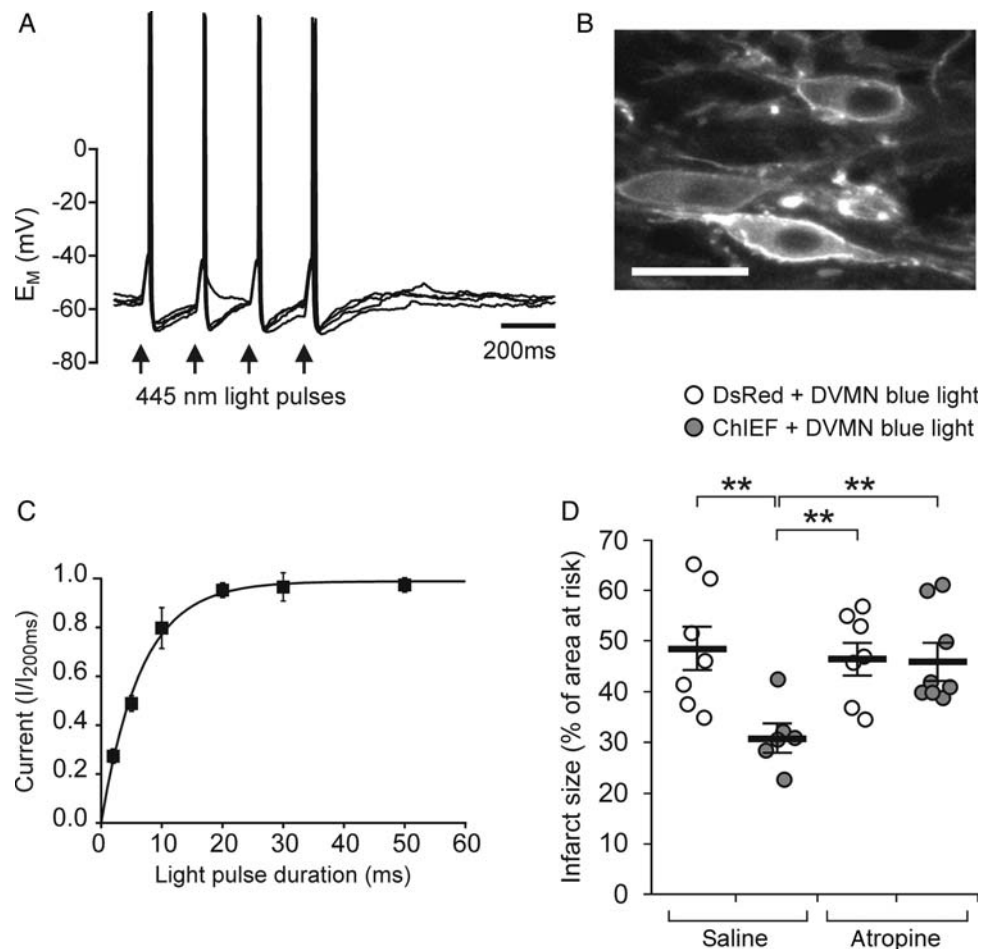 A
0
-20
-40
-60
-80
E_M (mV)
200ms
445 nm light pulses
B
DsRed + DVMN blue light
ChIEF + DVMN blue light
C
1.0
0.8
0.6
0.4
0.2
0.0
Current (I/I_200ms)
0 10 20 30 40 50 60
Light pulse duration (ms)
D
** ** **
70
60
50
40
30
20
10
0
Infarct size (% of area at risk)
Saline Atropine